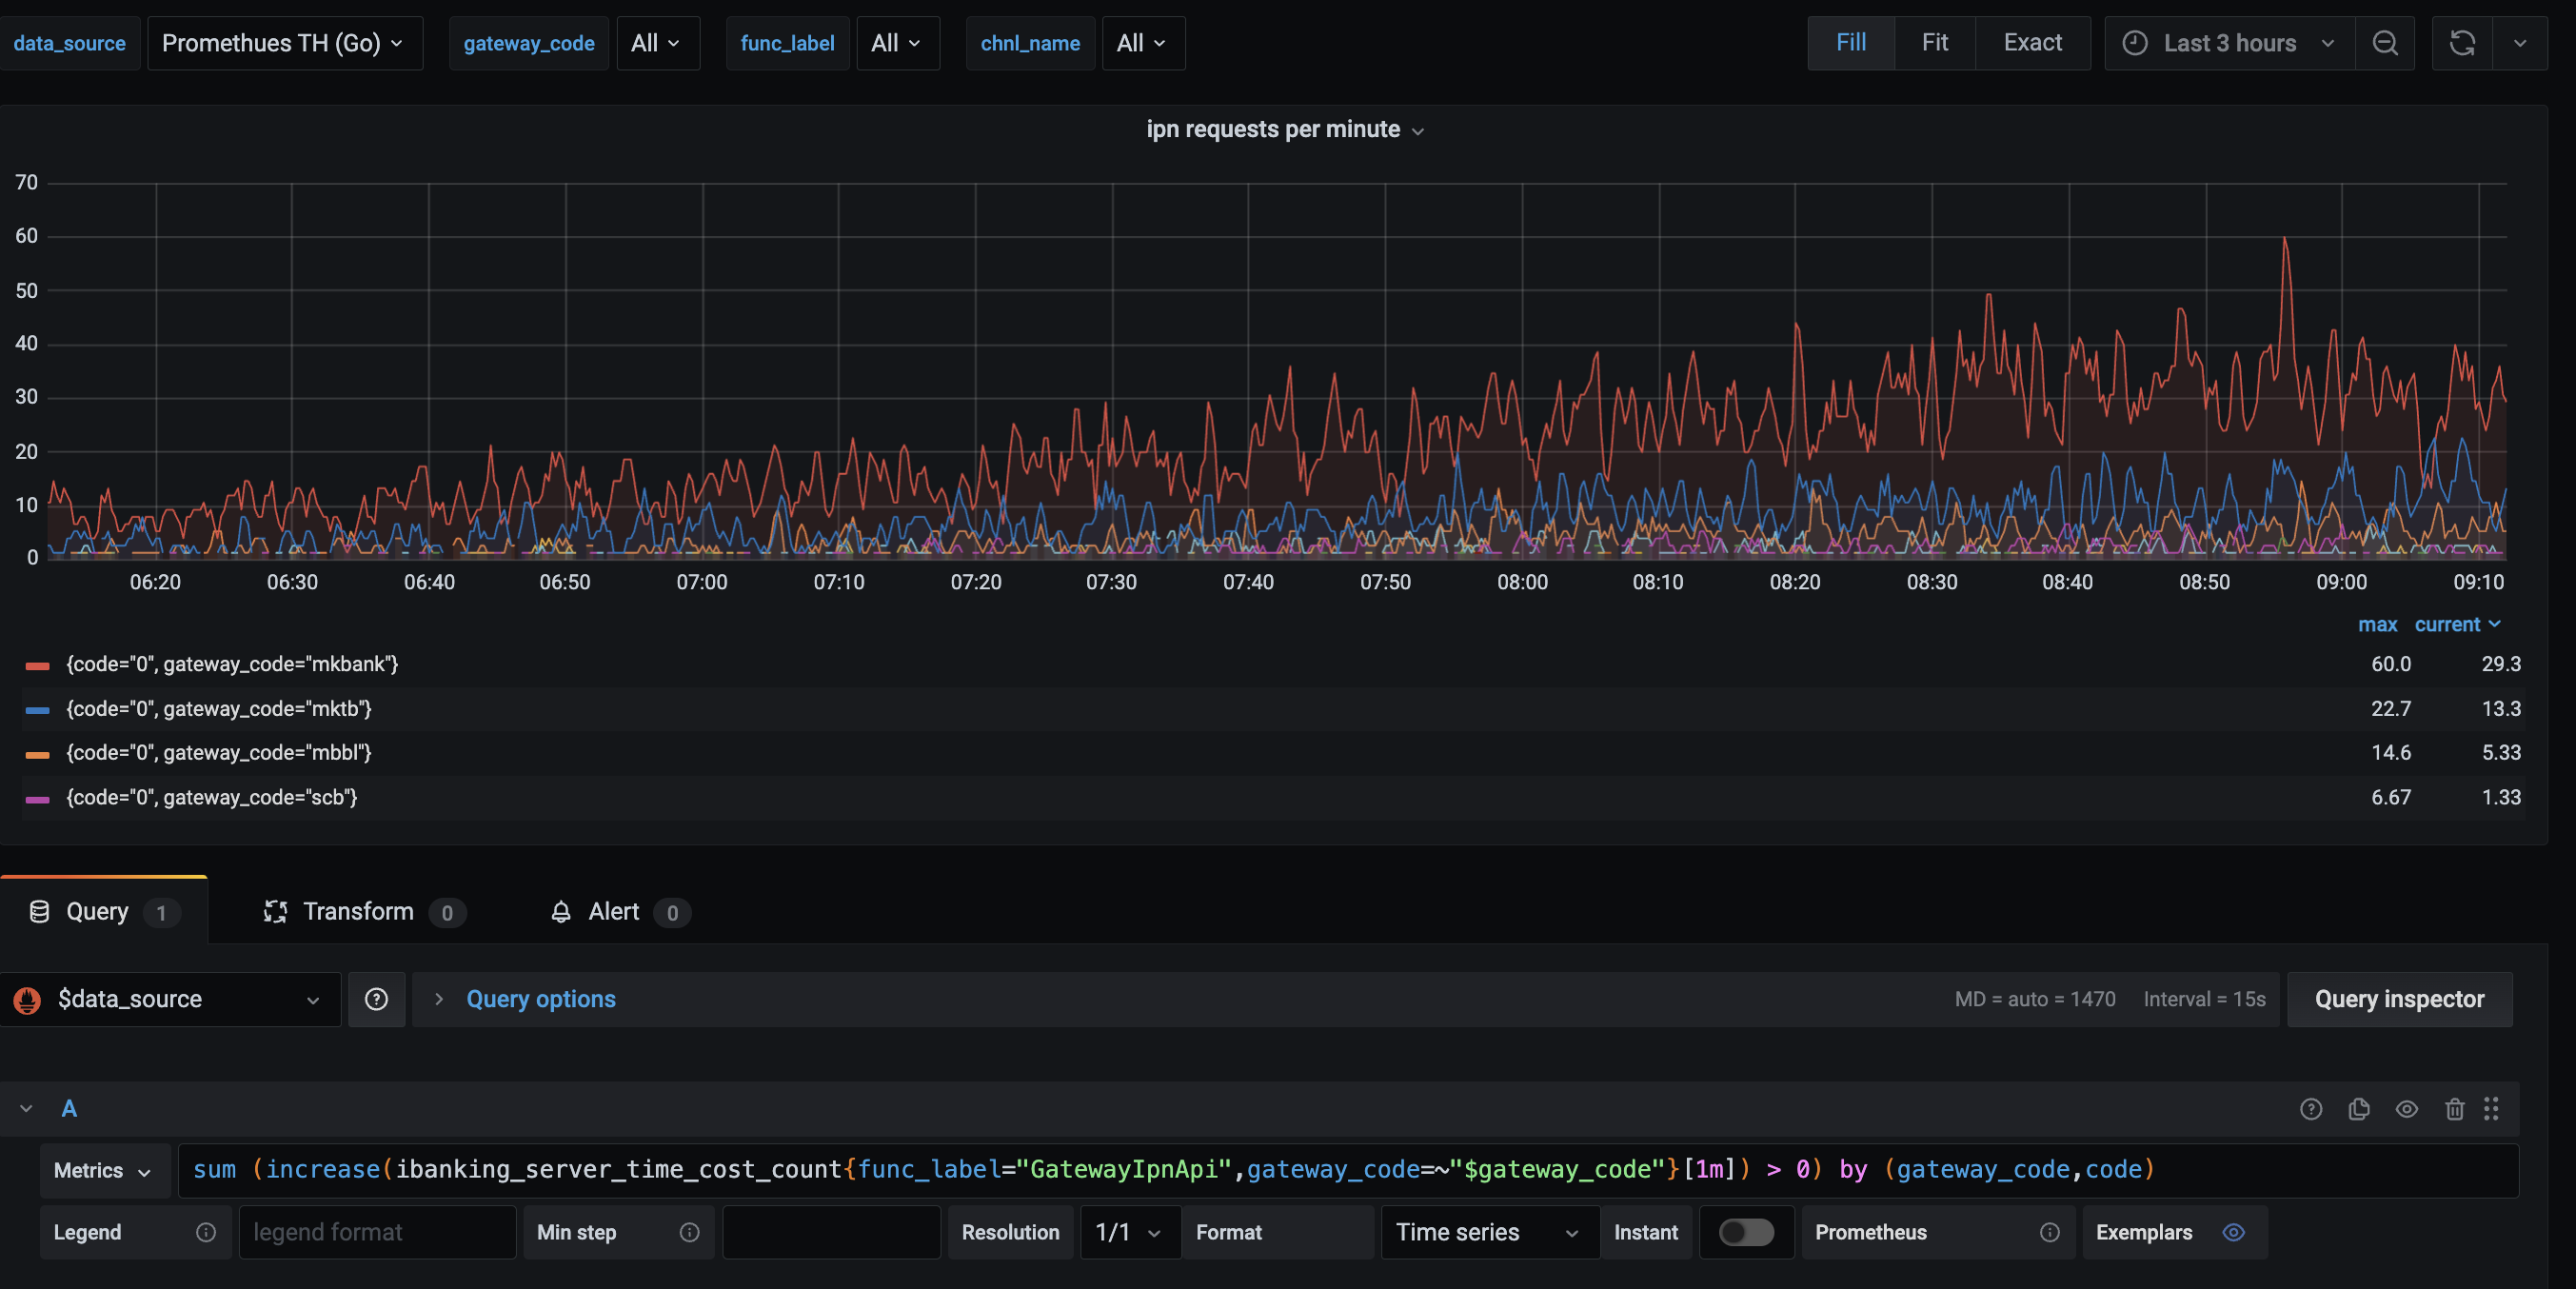 data_source Promethues TH (Go) gateway_code All func_label All chnl_name All Fill Fit Exact Last 3 hours
ipn requests per minute
70
60
50
40
30
20
10
0
06:20 06:30 06:40 06:50 07:00 07:10 07:20 07:30 07:40 07:50 08:00 08:10 08:20 08:30 08:40 08:50 09:00 09:10
max current
{code="0", gateway_code="mkbank"} 60.0 29.3
{code="0", gateway_code="mktb"} 22.7 13.3
{code="0", gateway_code="mbbl"} 14.6 5.33
{code="0", gateway_code="scb"} 6.67 1.33
Query 1 Transform 0 Alert 0
$data_source Query options MD = auto = 1470 Interval = 15s Query inspector
A
Metrics sum (increase(ibanking_server_time_cost_count{func_label="GatewayIpnApi",gateway_code=~"$gateway_code"}[1m]) > 0) by (gateway_code,code)
Legend legend format Min step Resolution 1/1 Format Time series Instant Prometheus Exemplars